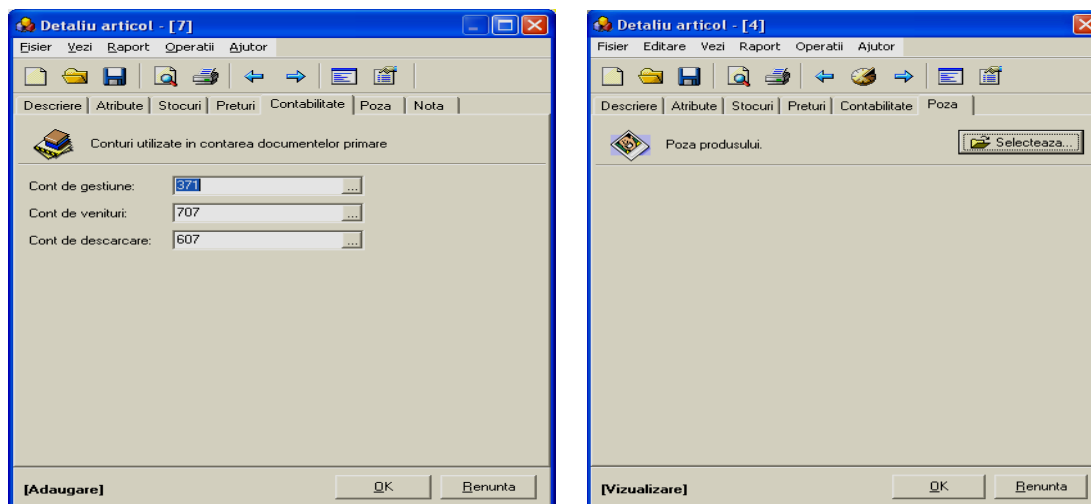 Detaliu articol - [7]
Fisier Vezi Raport Operatii Ajutor
Descriere Atribute Stocuri Preturi Contabilitate Poza Nota
Conturi utilizate in contarea documentelor primare
Cont de gestiune: 371 ...
Cont de venituri: 707 ...
Cont de descarcare: 607 ...
[Adaugare] OK Renunta
Detaliu articol - [4]
Fisier Editare Vezi Raport Operatii Ajutor
Descriere Atribute Stocuri Preturi Contabilitate Poza
Poza produsului. Selecteaza...
[Vizualizare] OK Renunta